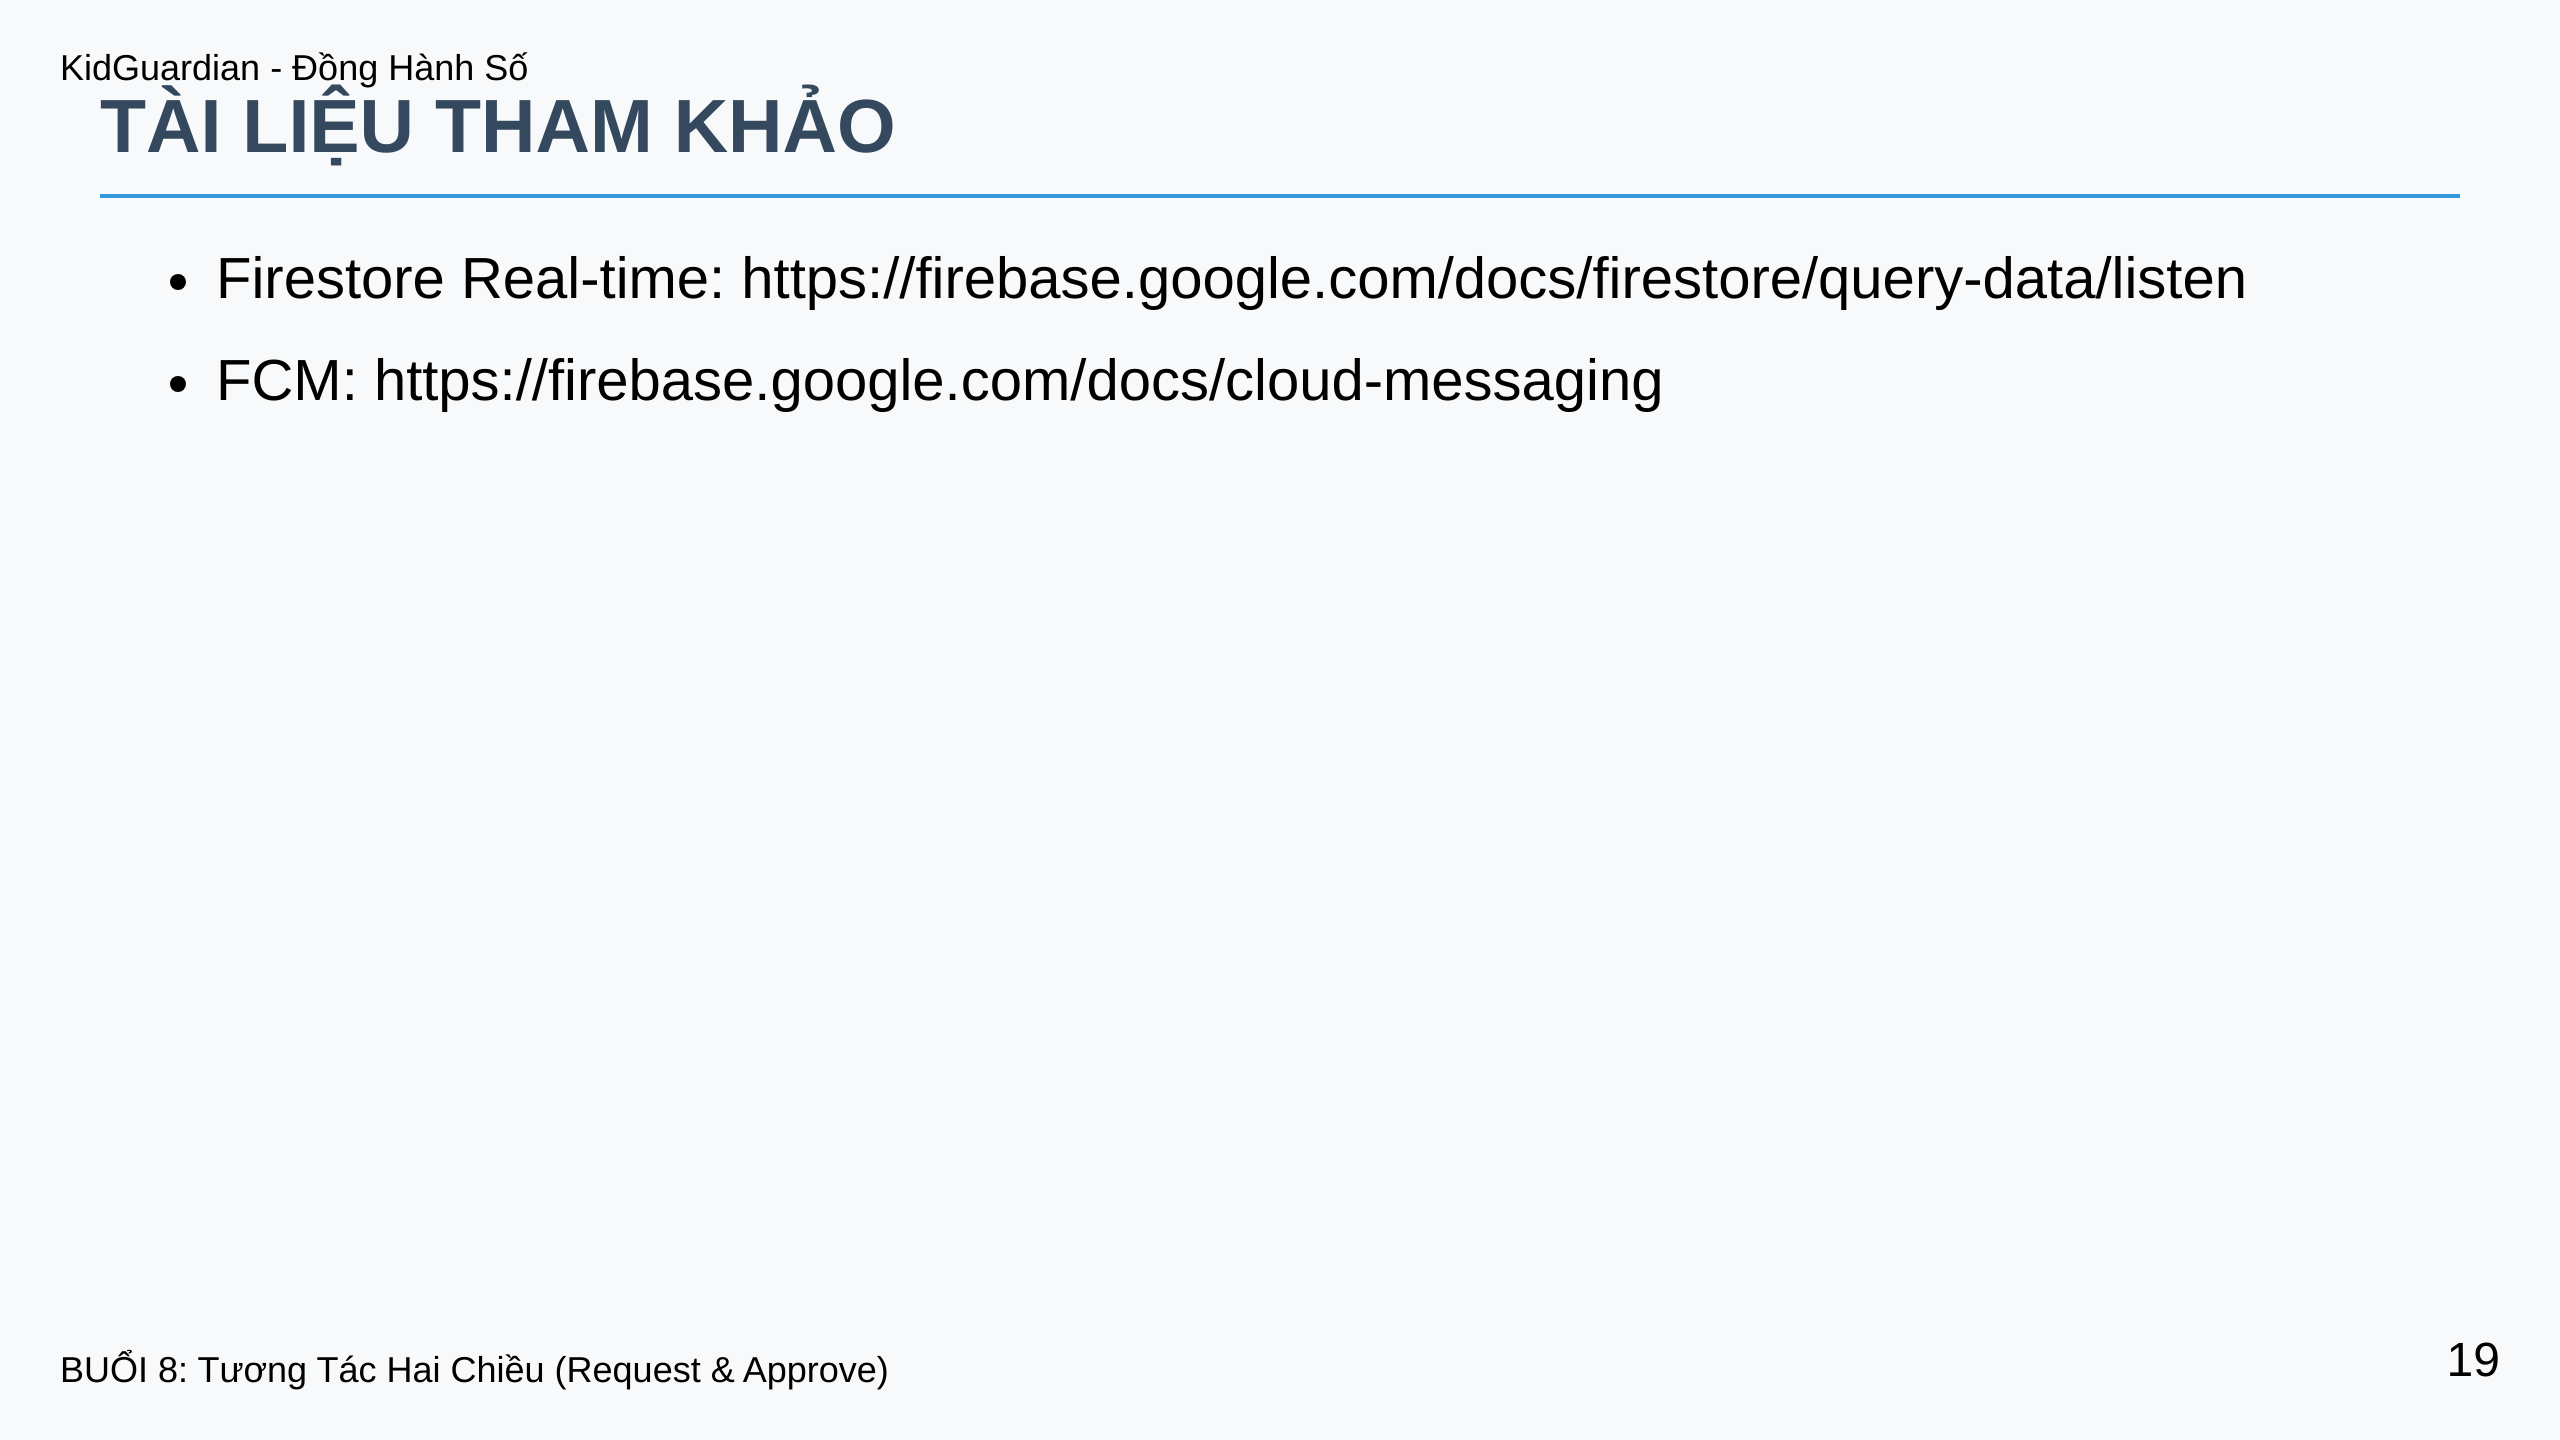 KidGuardian - Đồng Hành Số
TÀI LIỆU THAM KHẢO
• Firestore Real-time: https://firebase.google.com/docs/firestore/query-data/listen
• FCM: https://firebase.google.com/docs/cloud-messaging
BUỔI 8: Tương Tác Hai Chiều (Request & Approve)
19